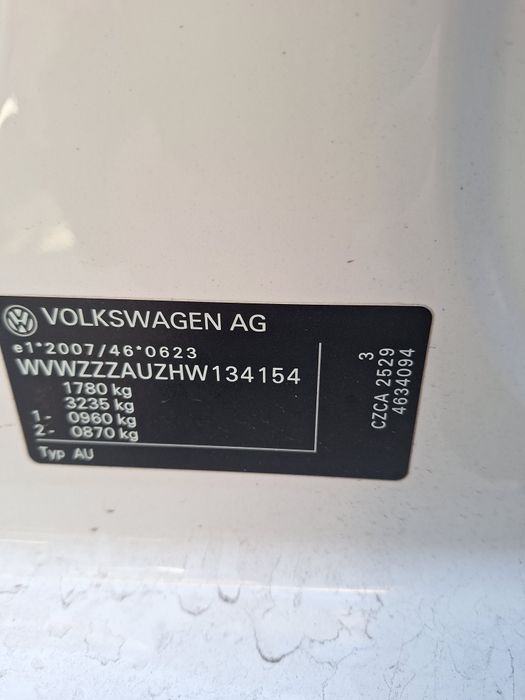 VOLKSWAGEN AG
e1*2007/46*0623
WVWZZZAUZHW134154
1780 kg
3235 kg
1- 0960 kg
2- 0870 kg
Typ AU
3
CZCA 2529
4634094